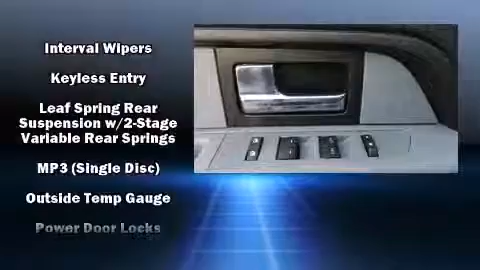 Interval Wipers
Keyless Entry
Leaf Spring Rear
Suspension w/2-Stage
Variable Rear Springs
MP3 (Single Disc)
Outside Temp Gauge
Power Door Locks